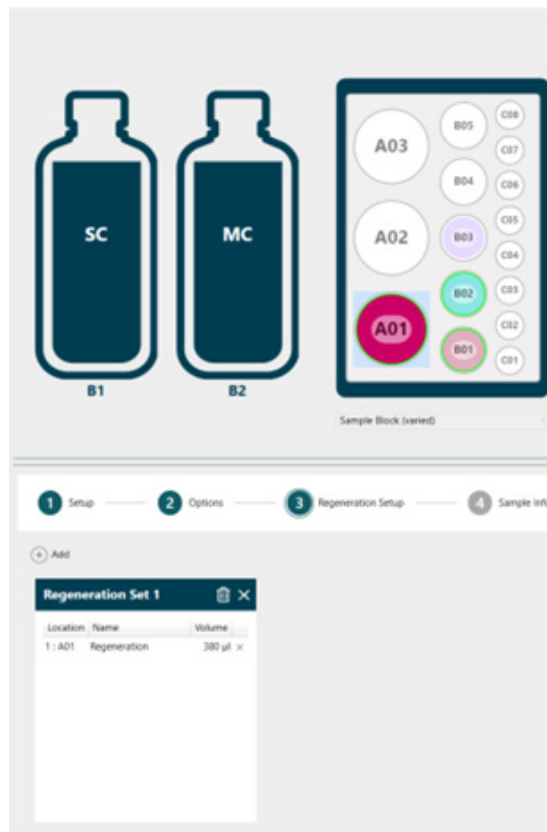 SC
MC
B1
B2
A03
A02
A01
B05
B04
B03
B02
B01
C08
C07
C06
C05
C04
C03
C02
C01
Sample Block (varied)
1 Setup
2 Options
3 Regeneration Setup
4 Sample Inf
Add
Regeneration Set 1
Location Name Volume
1 : A01 Regeneration 380 µl